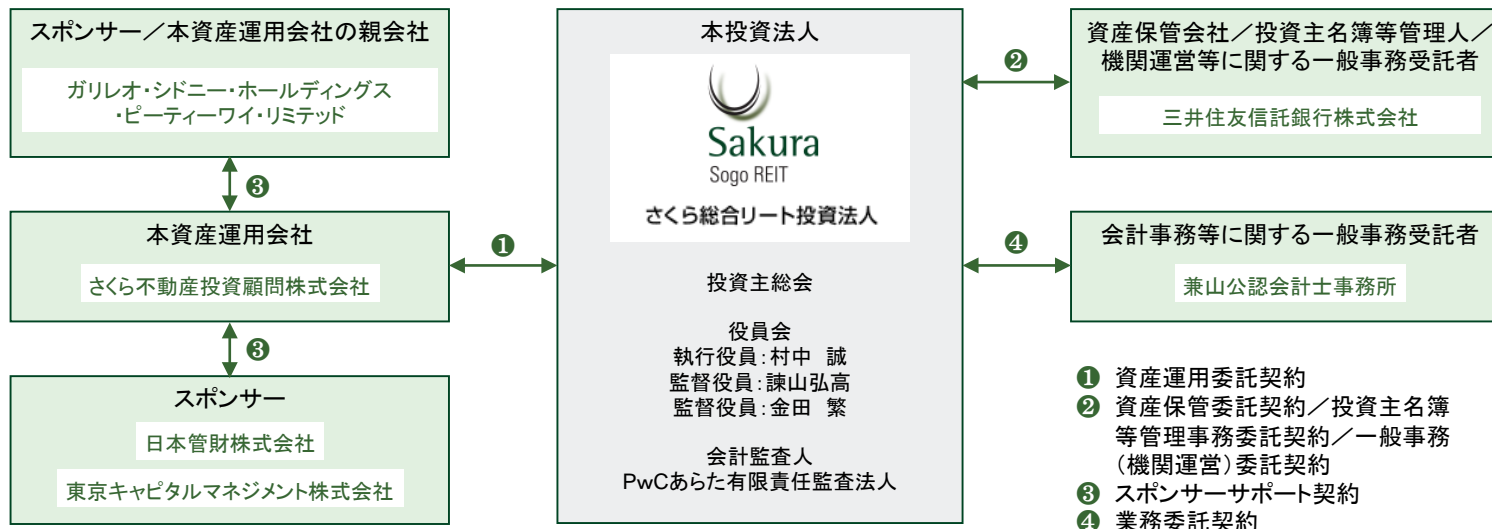 スポンサー／本資産運用会社の親会社
ガリレオ・シドニー・ホールディングス
・ピーティーワイ・リミテッド
❸
本資産運用会社
さくら不動産投資顧問株式会社
❸
スポンサー
日本管財株式会社
東京キャピタルマネジメント株式会社
❶
本投資法人
Sakura
Sogo REIT
さくら総合リート投資法人
投資主総会
役員会
執行役員：村中 誠
監督役員：諫山弘高
監督役員：金田 繁
会計監査人
PwCあらた有限責任監査法人
❷
資産保管会社／投資主名簿等管理人／
機関運営等に関する一般事務受託者
三井住友信託銀行株式会社
❹
会計事務等に関する一般事務受託者
兼山公認会計士事務所
❶ 資産運用委託契約
❷ 資産保管委託契約／投資主名簿
等管理事務委託契約／一般事務
（機関運営）委託契約
❸ スポンサーサポート契約
❹ 業務委託契約